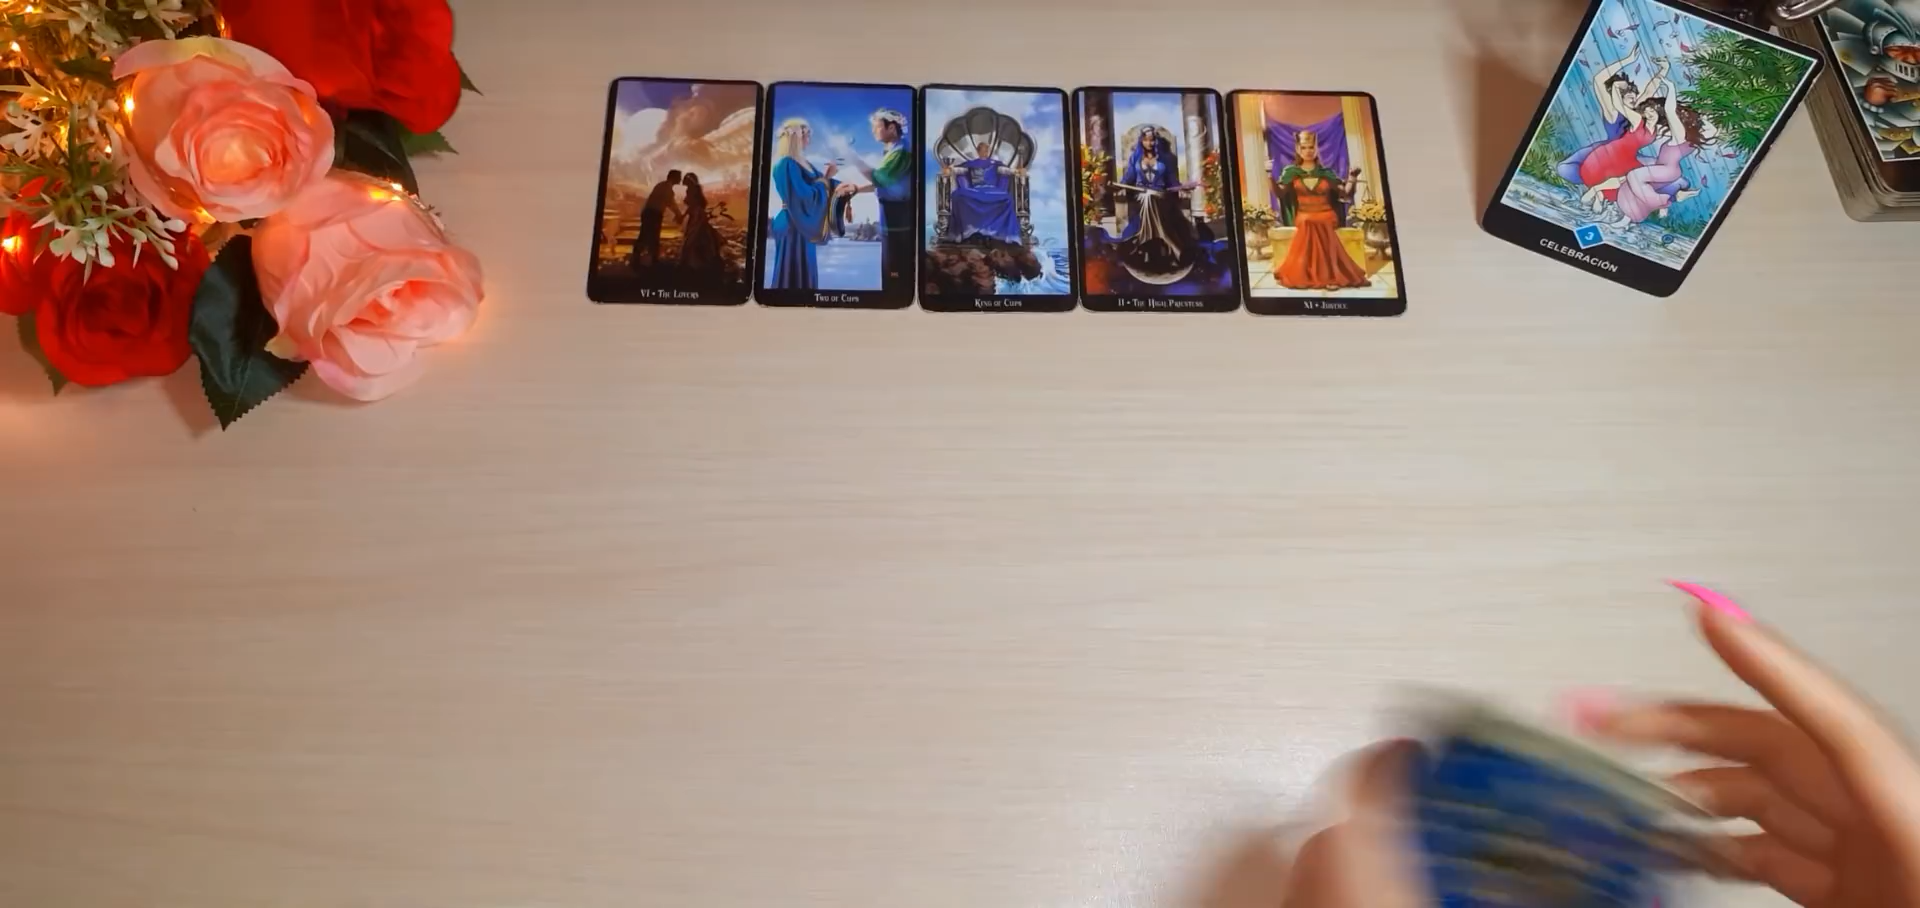 VI • The Lovers
Two of Cups
King of Cups
II • The High Priestess
XI • Justice
3
CELEBRACIÓN